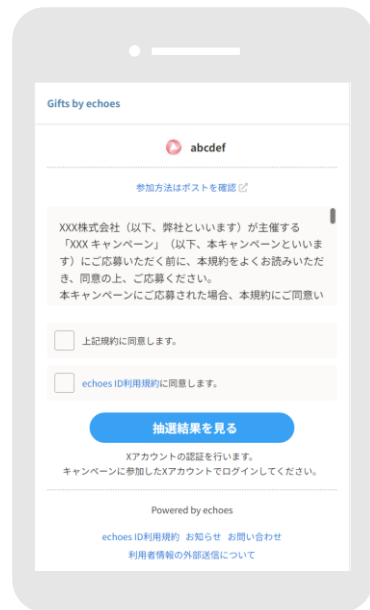 Gifts by echoes
abcdef
参加方法はポストを確認
XXX株式会社（以下、弊社といいます）が主催する
「XXX キャンペーン」（以下、本キャンペーンといいま
す）にご応募いただく前に、本規約をよくお読みいただ
き、同意の上、ご応募ください。
本キャンペーンにご応募された場合、本規約にご同意い
上記規約に同意します。
echoes ID利用規約に同意します。
抽選結果を見る
Xアカウントの認証を行います。
キャンペーンに参加したXアカウントでログインしてください。
Powered by echoes
echoes ID利用規約 お知らせ お問い合わせ
利用者情報の外部送信について